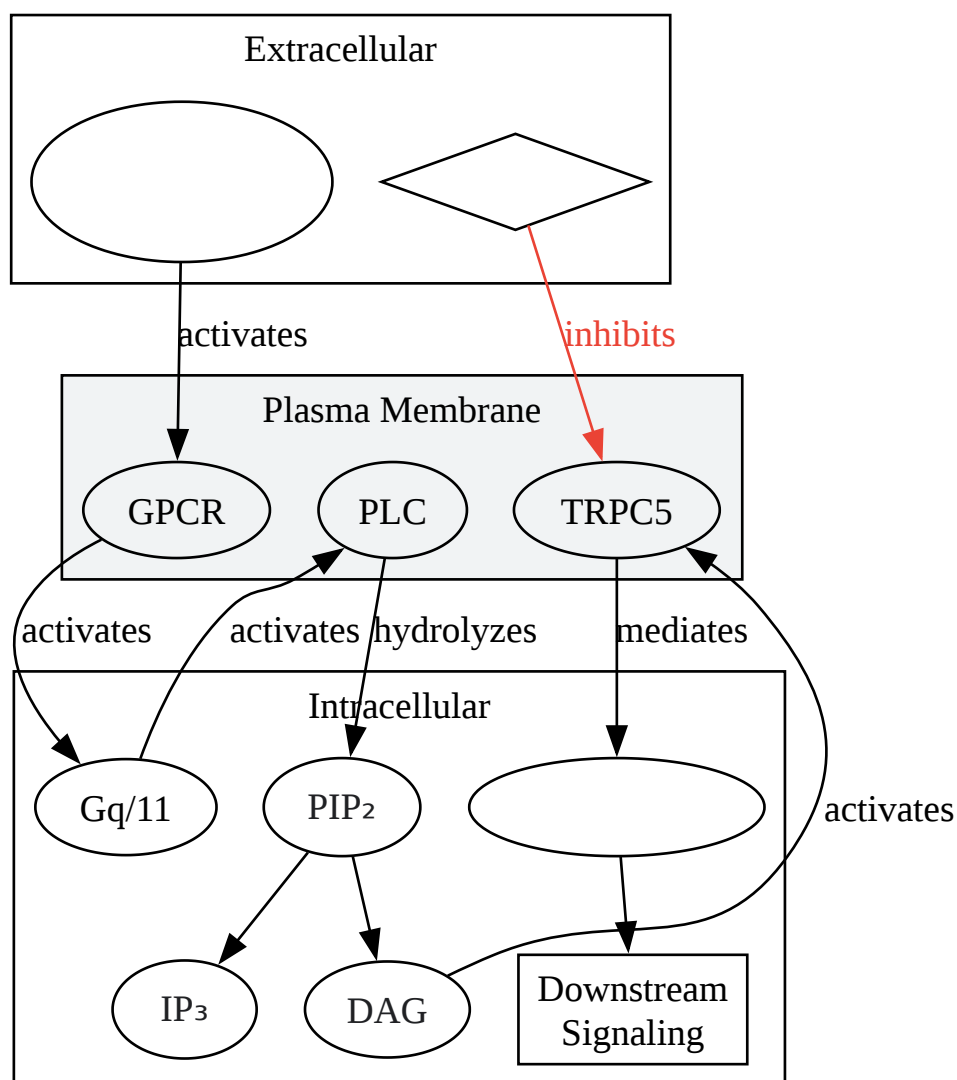 Extracellular
activates
inhibits
Plasma Membrane
GPCR
PLC
TRPC5
activates
activates
hydrolyzes
mediates
Intracellular
Gq/11
PIP₂
activates
IP₃
DAG
Downstream
Signaling